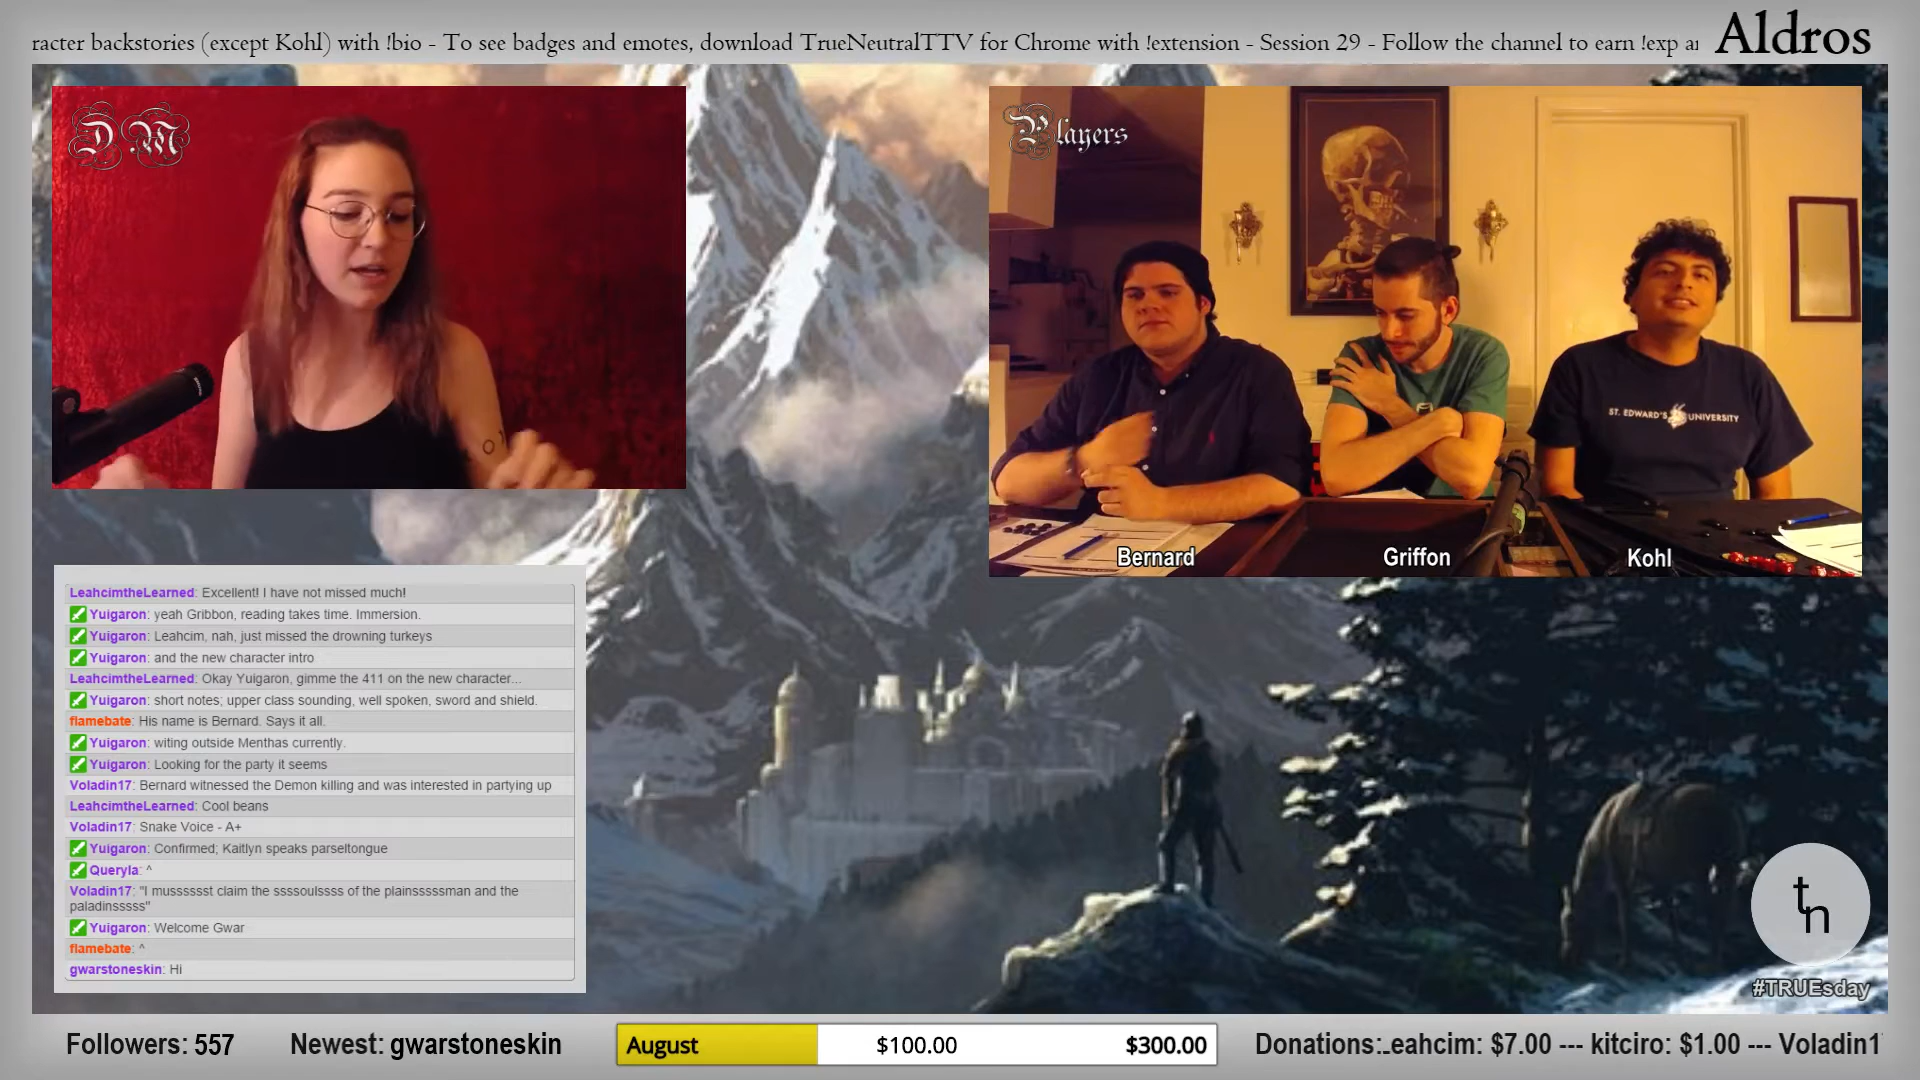 racter backstories (except Kohl) with !bio - To see badges and emotes, download TrueNeutralTTV for Chrome with !extension - Session 29 - Follow the channel to earn !exp ar
Aldros
D.M
Players
ST. EDWARD'S UNIVERSITY
Bernard
Griffon
Kohl
LeahcimtheLearned: Excellent! I have not missed much!
Yuigaron: yeah Gribbon, reading takes time. Immersion.
Yuigaron: Leahcim, nah, just missed the drowning turkeys
Yuigaron: and the new character intro
LeahcimtheLearned: Okay Yuigaron, gimme the 411 on the new character...
Yuigaron: short notes; upper class sounding, well spoken, sword and shield.
flamebate: His name is Bernard. Says it all.
Yuigaron: witing outside Menthas currently.
Yuigaron: Looking for the party it seems
Voladin17: Bernard witnessed the Demon killing and was interested in partying up
LeahcimtheLearned: Cool beans
Voladin17: Snake Voice - A+
Yuigaron: Confirmed; Kaitlyn speaks parseltongue
Queryla: ^
Voladin17: "I musssssst claim the ssssoulssss of the plainsssssman and the
paladinsssss"
Yuigaron: Welcome Gwar
flamebate: ^
gwarstoneskin: Hi
tn
#TRUEsday
Followers: 557
Newest: gwarstoneskin
August
$100.00
$300.00
Donations: eahcim: $7.00 --- kitciro: $1.00 --- Voladin1